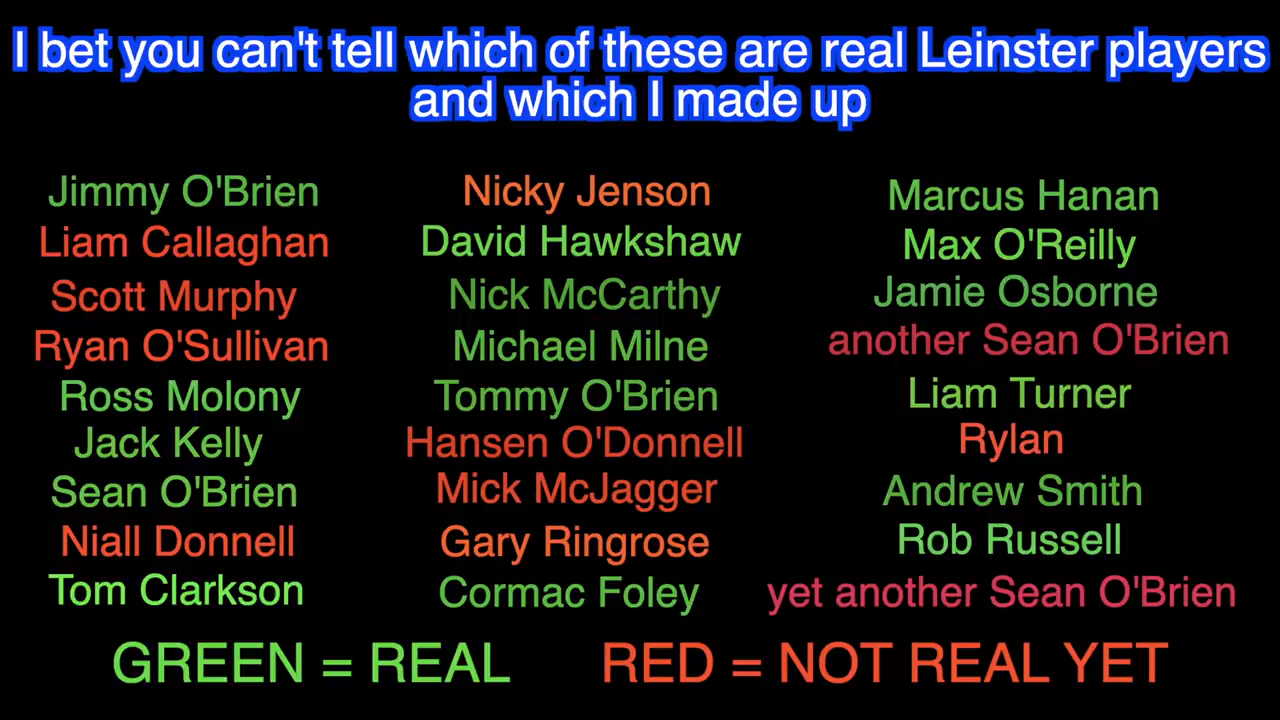 I bet you can't tell which of these are real Leinster players
and which I made up
Jimmy O'Brien
Liam Callaghan
Scott Murphy
Ryan O'Sullivan
Ross Molony
Jack Kelly
Sean O'Brien
Niall Donnell
Tom Clarkson
Nicky Jenson
David Hawkshaw
Nick McCarthy
Michael Milne
Tommy O'Brien
Hansen O'Donnell
Mick McJagger
Gary Ringrose
Cormac Foley
Marcus Hanan
Max O'Reilly
Jamie Osborne
another Sean O'Brien
Liam Turner
Rylan
Andrew Smith
Rob Russell
yet another Sean O'Brien
GREEN = REAL
RED = NOT REAL YET